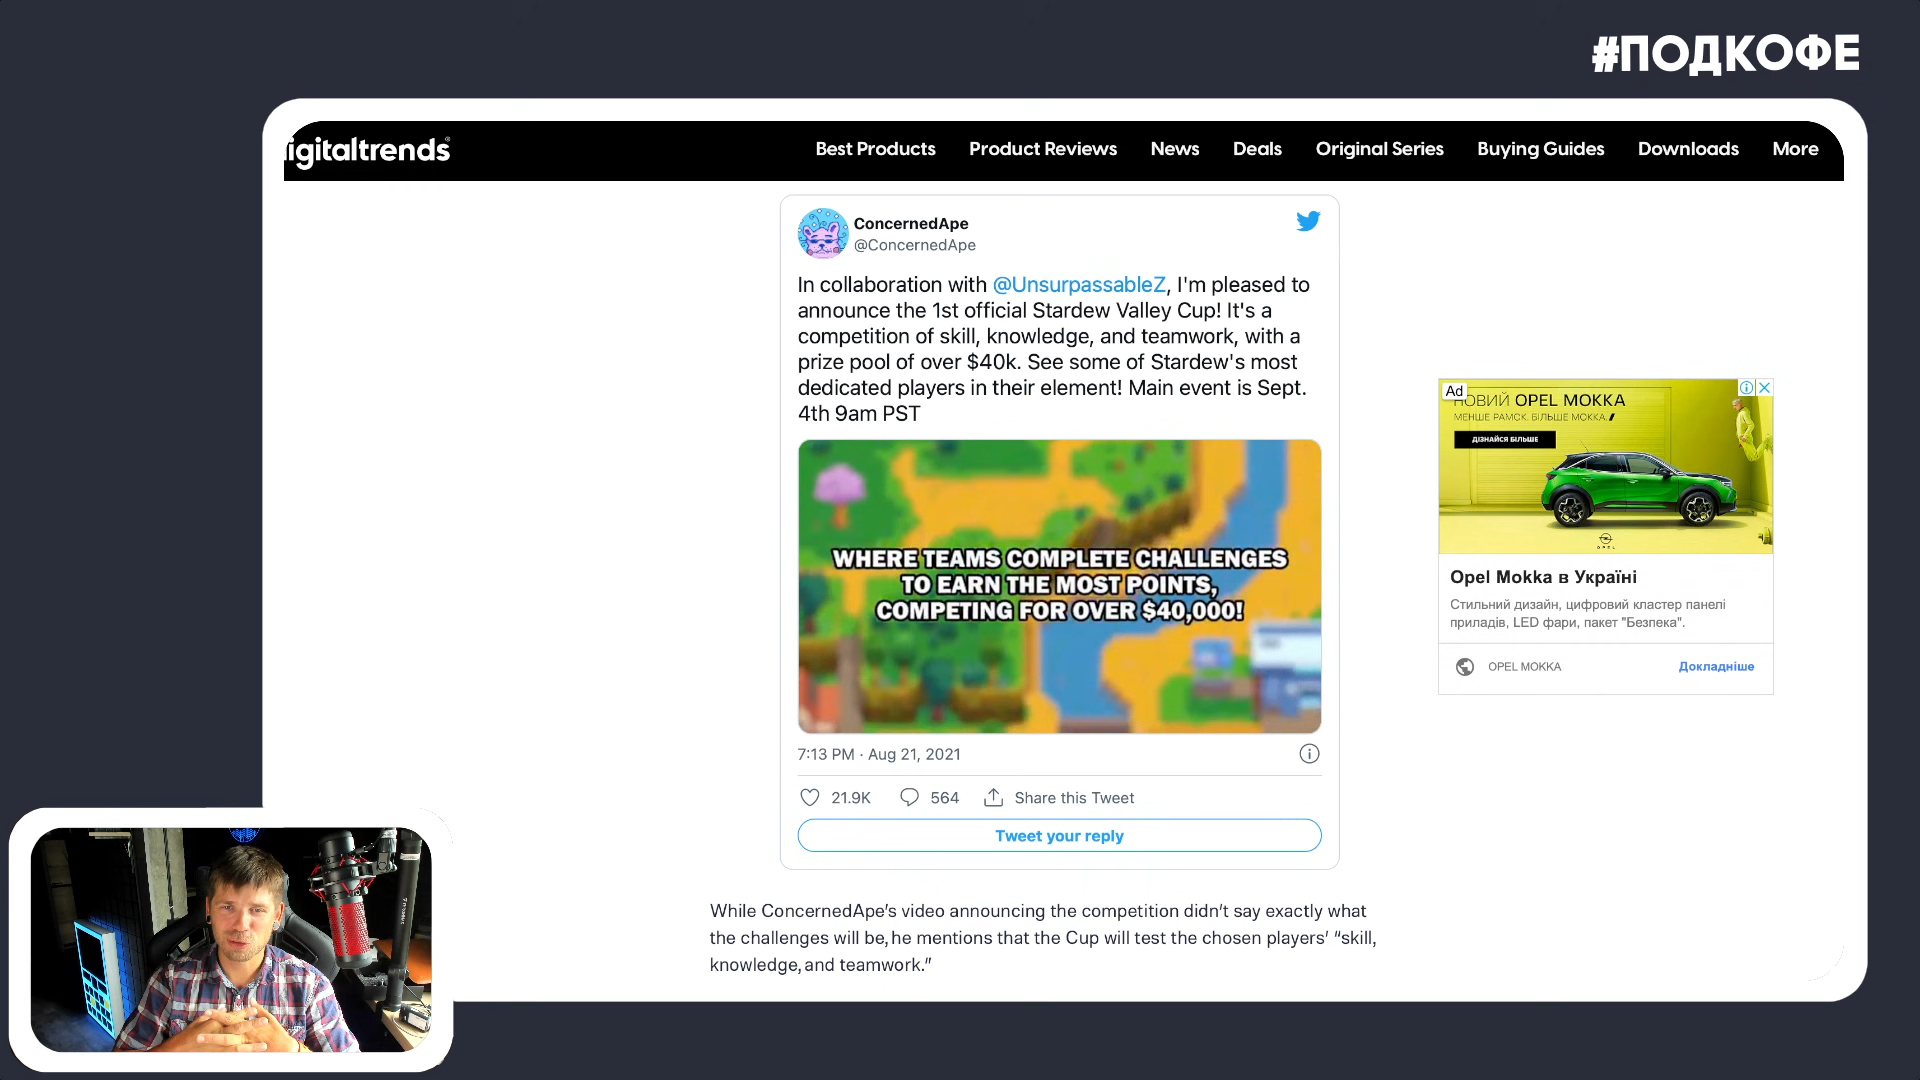 #ПОДКОФЕ
igitaltrends
Best Products Product Reviews News Deals Original Series Buying Guides Downloads More
ConcernedApe
@ConcernedApe
In collaboration with @UnsurpassableZ, I'm pleased to
announce the 1st official Stardew Valley Cup! It's a
competition of skill, knowledge, and teamwork, with a
prize pool of over $40k. See some of Stardew's most
dedicated players in their element! Main event is Sept.
4th 9am PST
WHERE TEAMS COMPLETE CHALLENGES
TO EARN THE MOST POINTS,
COMPETING FOR OVER $40,000!
7:13 PM · Aug 21, 2021
21.9K 564 Share this Tweet
Tweet your reply
While ConcernedApe's video announcing the competition didn't say exactly what
the challenges will be, he mentions that the Cup will test the chosen players' "skill,
knowledge, and teamwork."
Ad
НОВИЙ OPEL MOKKA
МЕНШЕ РАМОК. БІЛЬШЕ МОККА.
ДІЗНАЙСЯ БІЛЬШЕ
OPEL
Opel Mokka в Україні
Стильний дизайн, цифровий кластер панелі
приладів, LED фари, пакет "Безпека".
OPEL MOKKA Докладніше